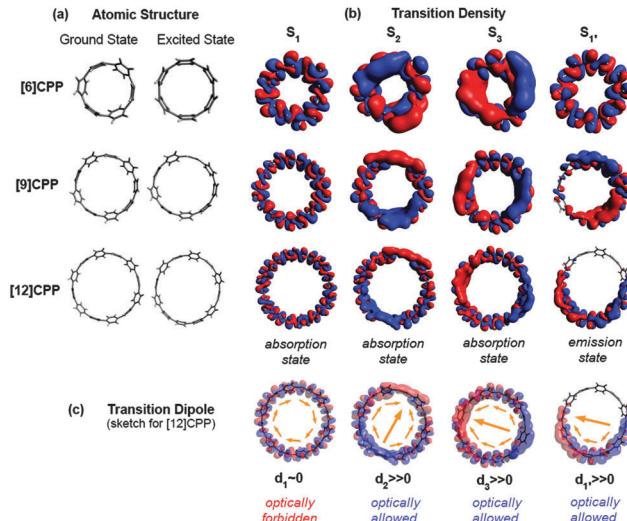 (a) Atomic Structure (b) Transition Density
Ground State Excited State S1 S2 S3 S1'
[6]CPP
[9]CPP
[12]CPP
absorption state absorption state absorption state emission state
(c) Transition Dipole
(sketch for [12]CPP)
d1~0 d2>>0 d3>>0 d1'>>0
optically forbidden optically allowed optically allowed optically allowed